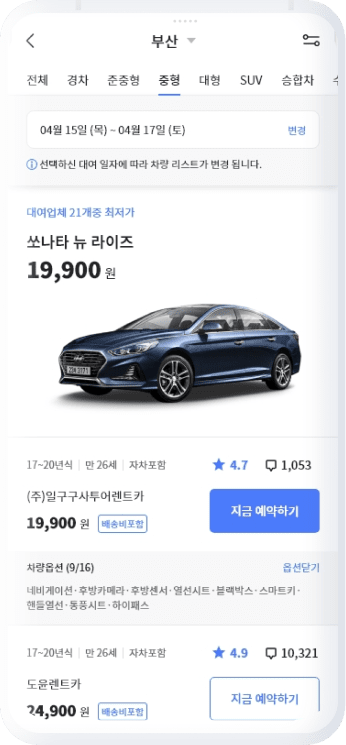 부산
전체 경차 준중형 중형 대형 SUV 승합차
04월 15일 (목) ~ 04월 17일 (토) 변경
선택하신 대여 일자에 따라 차량 리스트가 변경 됩니다.
대여업체 21개중 최저가
쏘나타 뉴 라이즈
19,900 원
17~20년식 | 만 26세 | 자차포함 4.7 1,053
(주)일구구사투어렌트카
19,900 원 배송비포함 지금 예약하기
차량옵션 (9/16) 옵션닫기
네비게이션 · 후방카메라 · 후방센서 · 열선시트 · 블랙박스 · 스마트키 ·
핸들열선 · 통풍시트 · 하이패스
17~20년식 | 만 26세 | 자차포함 4.9 10,321
도윤렌트카
24,900 원 배송비포함 지금 예약하기